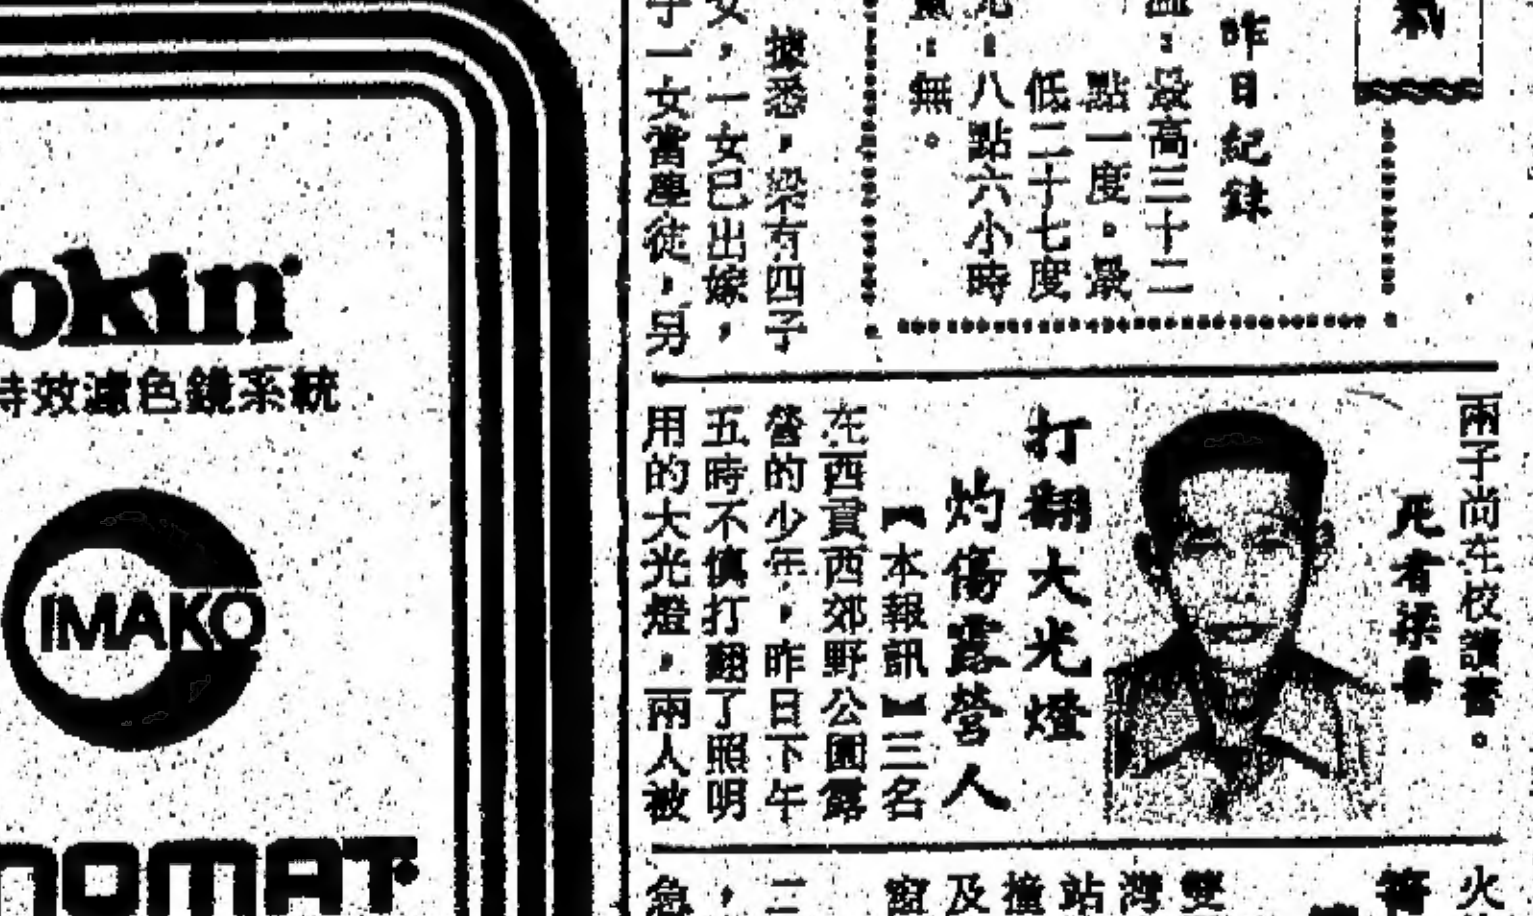 氣
昨日紀錄
最高三十二
點一度。最
低二十七度
八點六小時
無。
據悉,梁有四子
女,一女已出嫁,
子一女當學徒,另
兩子尚在校讀書。
死者梁
打翻大光燈
灼傷露營人
【本報訊】三名
在西貢西郊野公園露
營的少年,昨日下午
五時不慎打翻了照明
用的大光燈,兩人被
火
雙
灣
站
撞
及
二
,
急
okin
特效濾色鏡系統
IMAKO
NOMAT